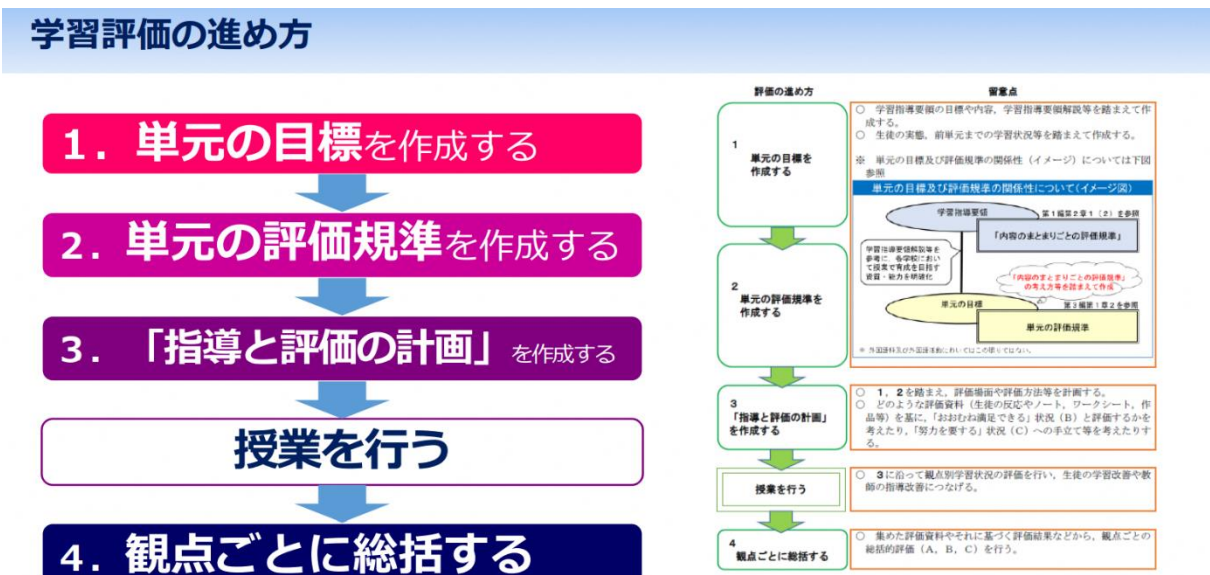 学習評価の進め方
1．単元の目標を作成する
2．単元の評価規準を作成する
3．「指導と評価の計画」を作成する
授業を行う
4．観点ごとに総括する
評価の進め方
留意点
1
単元の目標を
作成する
○ 学習指導要領の目標や内容，学習指導要領解説等を踏まえて作
成する。
○ 生徒の実態，前単元までの学習状況等を踏まえて作成する。
※ 単元の目標及び評価規準の関係性（イメージ）については下図
参照
単元の目標及び評価規準の関係性について(イメージ図)
学習指導要領
第1編第2章1（2）を参照
「内容のまとまりごとの評価規準」
学習指導要領解説等を
参考に，各学校におい
て授業で育成を目指す
資質・能力を明確化
「内容のまとまりごとの評価規準」
の考え方等を踏まえて作成
単元の目標
第3編第1章2を参照
単元の評価規準
※ 外国語科及び外国語活動においてはこの限りではない。
2
単元の評価規準を
作成する
3
「指導と評価の計画」
を作成する
○ 1，2を踏まえ，評価場面や評価方法等を計画する。
○ どのような評価資料（生徒の反応やノート，ワークシート，作
品等）を基に，「おおむね満足できる」状況（B）と評価するかを
考えたり，「努力を要する」状況（C）への手立て等を考えたりす
る。
授業を行う
○ 3に沿って観点別学習状況の評価を行い，生徒の学習改善や教
師の指導改善につなげる。
4
観点ごとに総括する
○ 集めた評価資料やそれに基づく評価結果などから，観点ごとの
総括的評価（A，B，C）を行う。